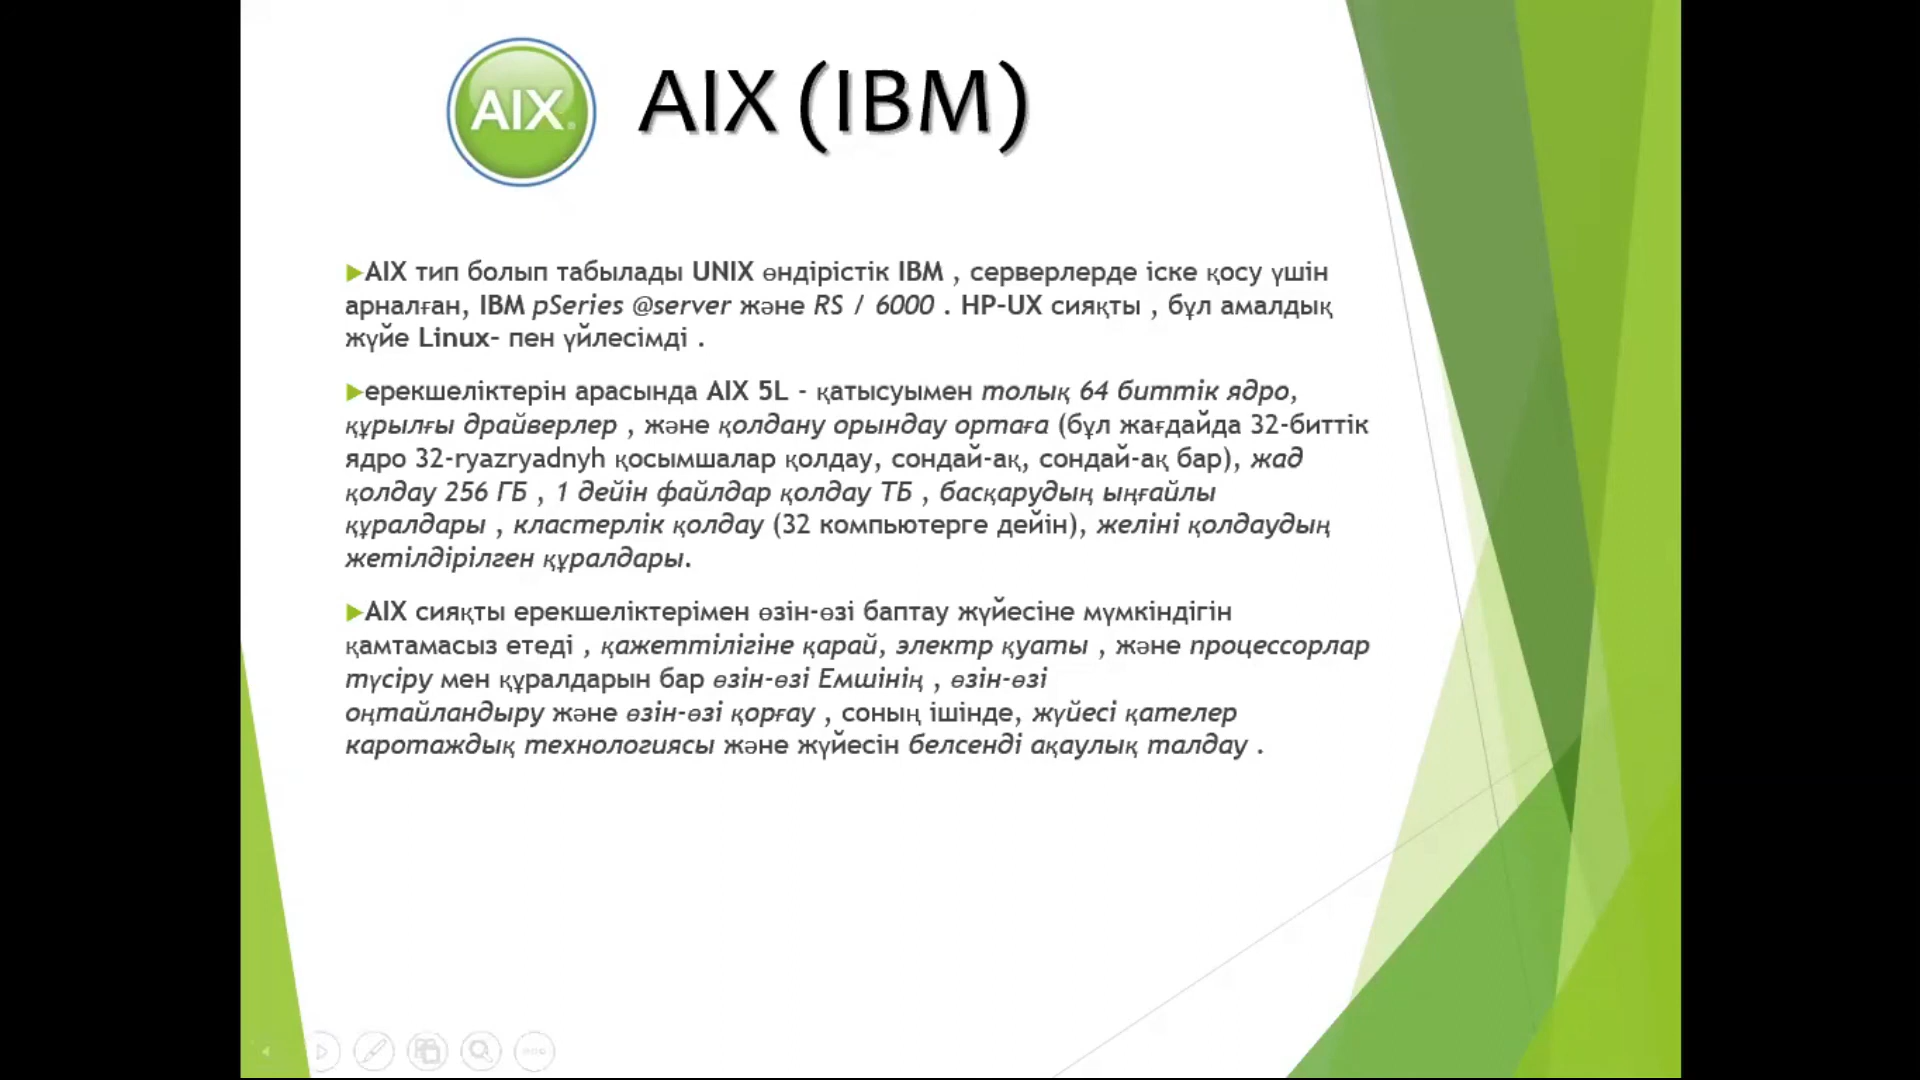 AIX
AIX (IBM)
AIX тип болып табылады UNIX өндірістік IBM , серверлерде іске қосу үшін
арналған, IBM pSeries @server және RS / 6000 . HP-UX сияқты , бұл амалдық
жүйе Linux- пен үйлесімді .
ерекшеліктерін арасында AIX 5L - қатысуымен толық 64 биттік ядро,
құрылғы драйверлер , және қолдану орындау ортаға (бұл жағдайда 32-биттік
ядро 32-ryazryadnyh қосымшалар қолдау, сондай-ақ, сондай-ақ бар), жад
қолдау 256 ГБ , 1 дейін файлдар қолдау ТБ , басқарудың ыңғайлы
құралдары , кластерлік қолдау (32 компьютерге дейін), желіні қолдаудың
жетілдірілген құралдары.
AIX сияқты ерекшеліктерімен өзін-өзі баптау жүйесіне мүмкіндігін
қамтамасыз етеді , қажеттілігіне қарай, электр қуаты , және процессорлар
түсіру мен құралдарын бар өзін-өзі Емшінің , өзін-өзі
оңтайландыру және өзін-өзі қорғау , соның ішінде, жүйесі қателер
каротаждық технологиясы және жүйесін белсенді ақаулық талдау .